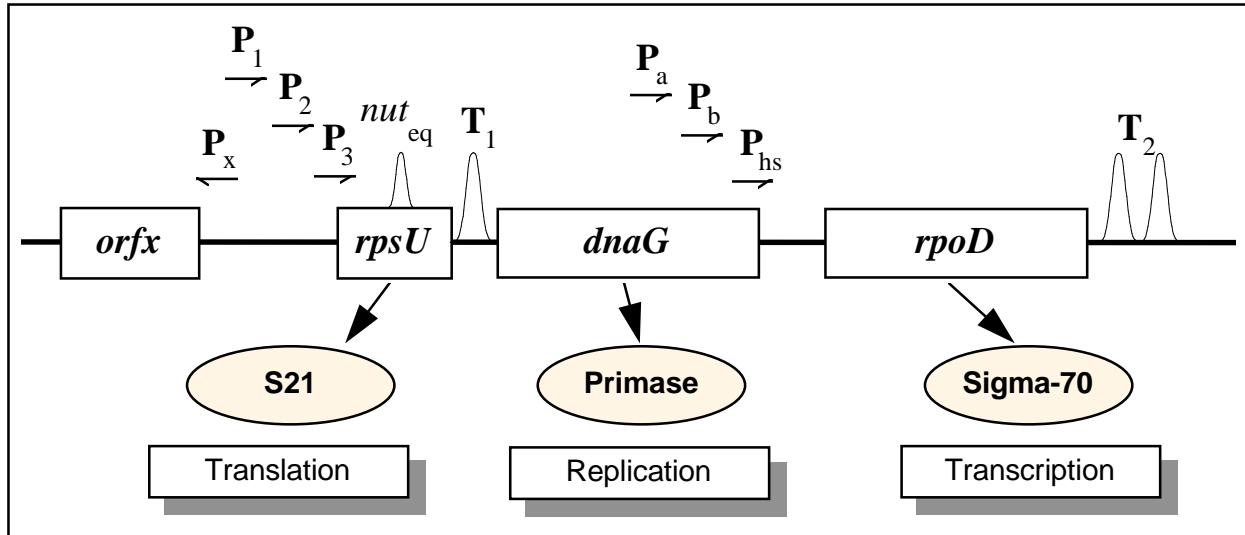 P1
P2
P3
Px
nuteq
T1
Pa
Pb
Phs
T2
orfx
rpsU
dnaG
rpoD
S21
Primase
Sigma-70
Translation
Replication
Transcription